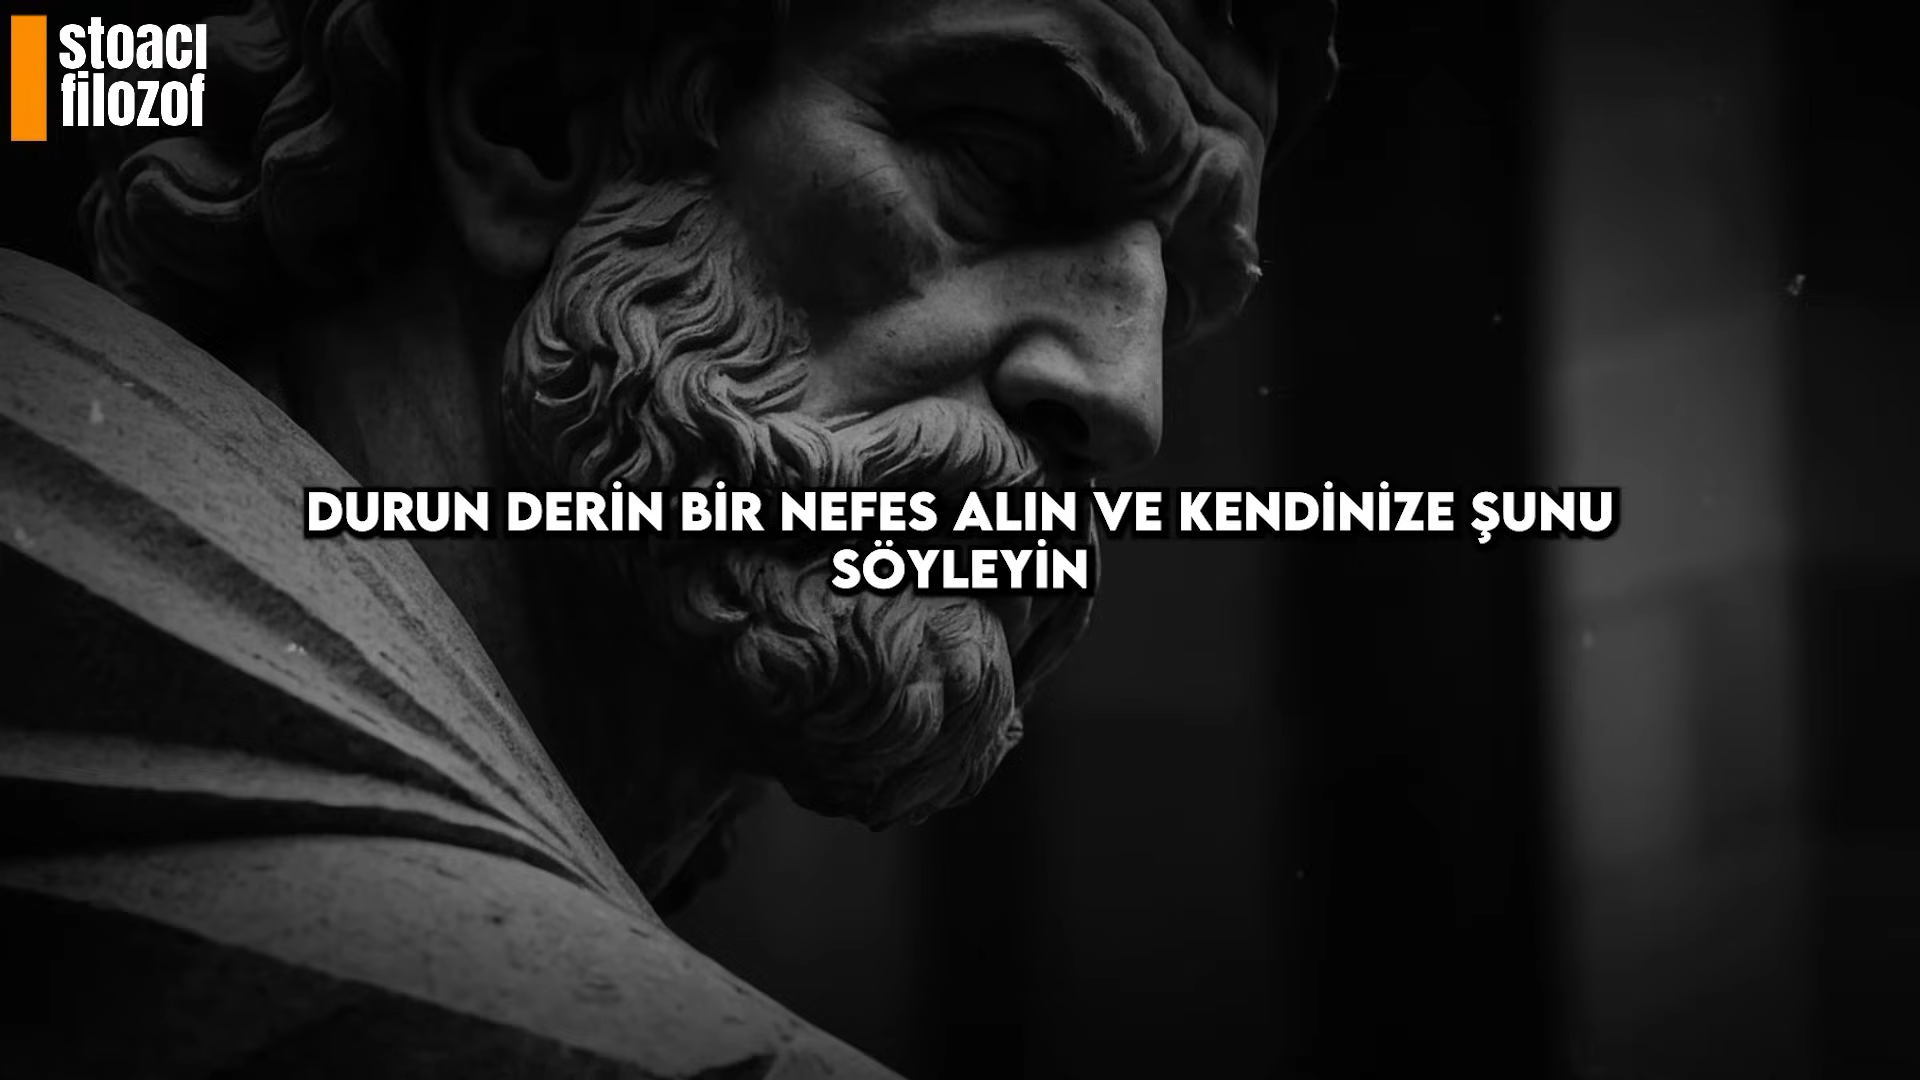 stoacı
filozof
DURUN DERİN BİR NEFES ALIN VE KENDİNİZE ŞUNU
SÖYLEYİN